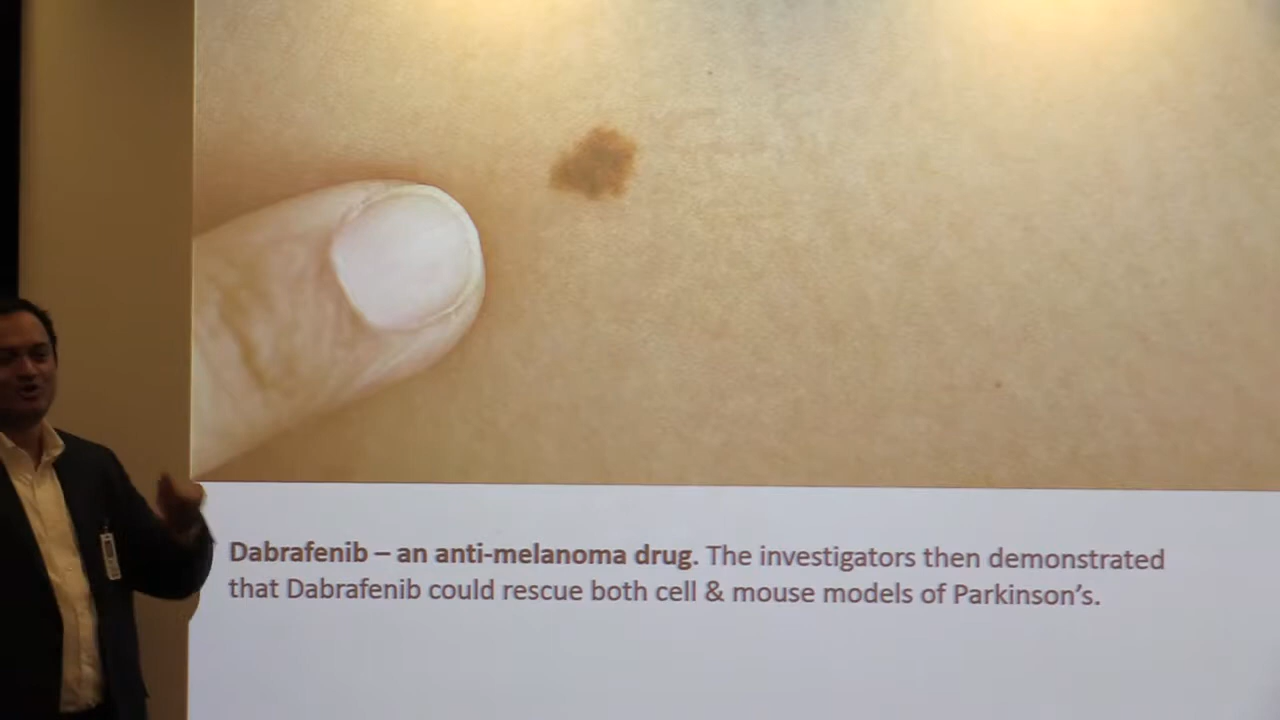 Dabrafenib – an anti-melanoma drug. The investigators then demonstrated
that Dabrafenib could rescue both cell & mouse models of Parkinson's.